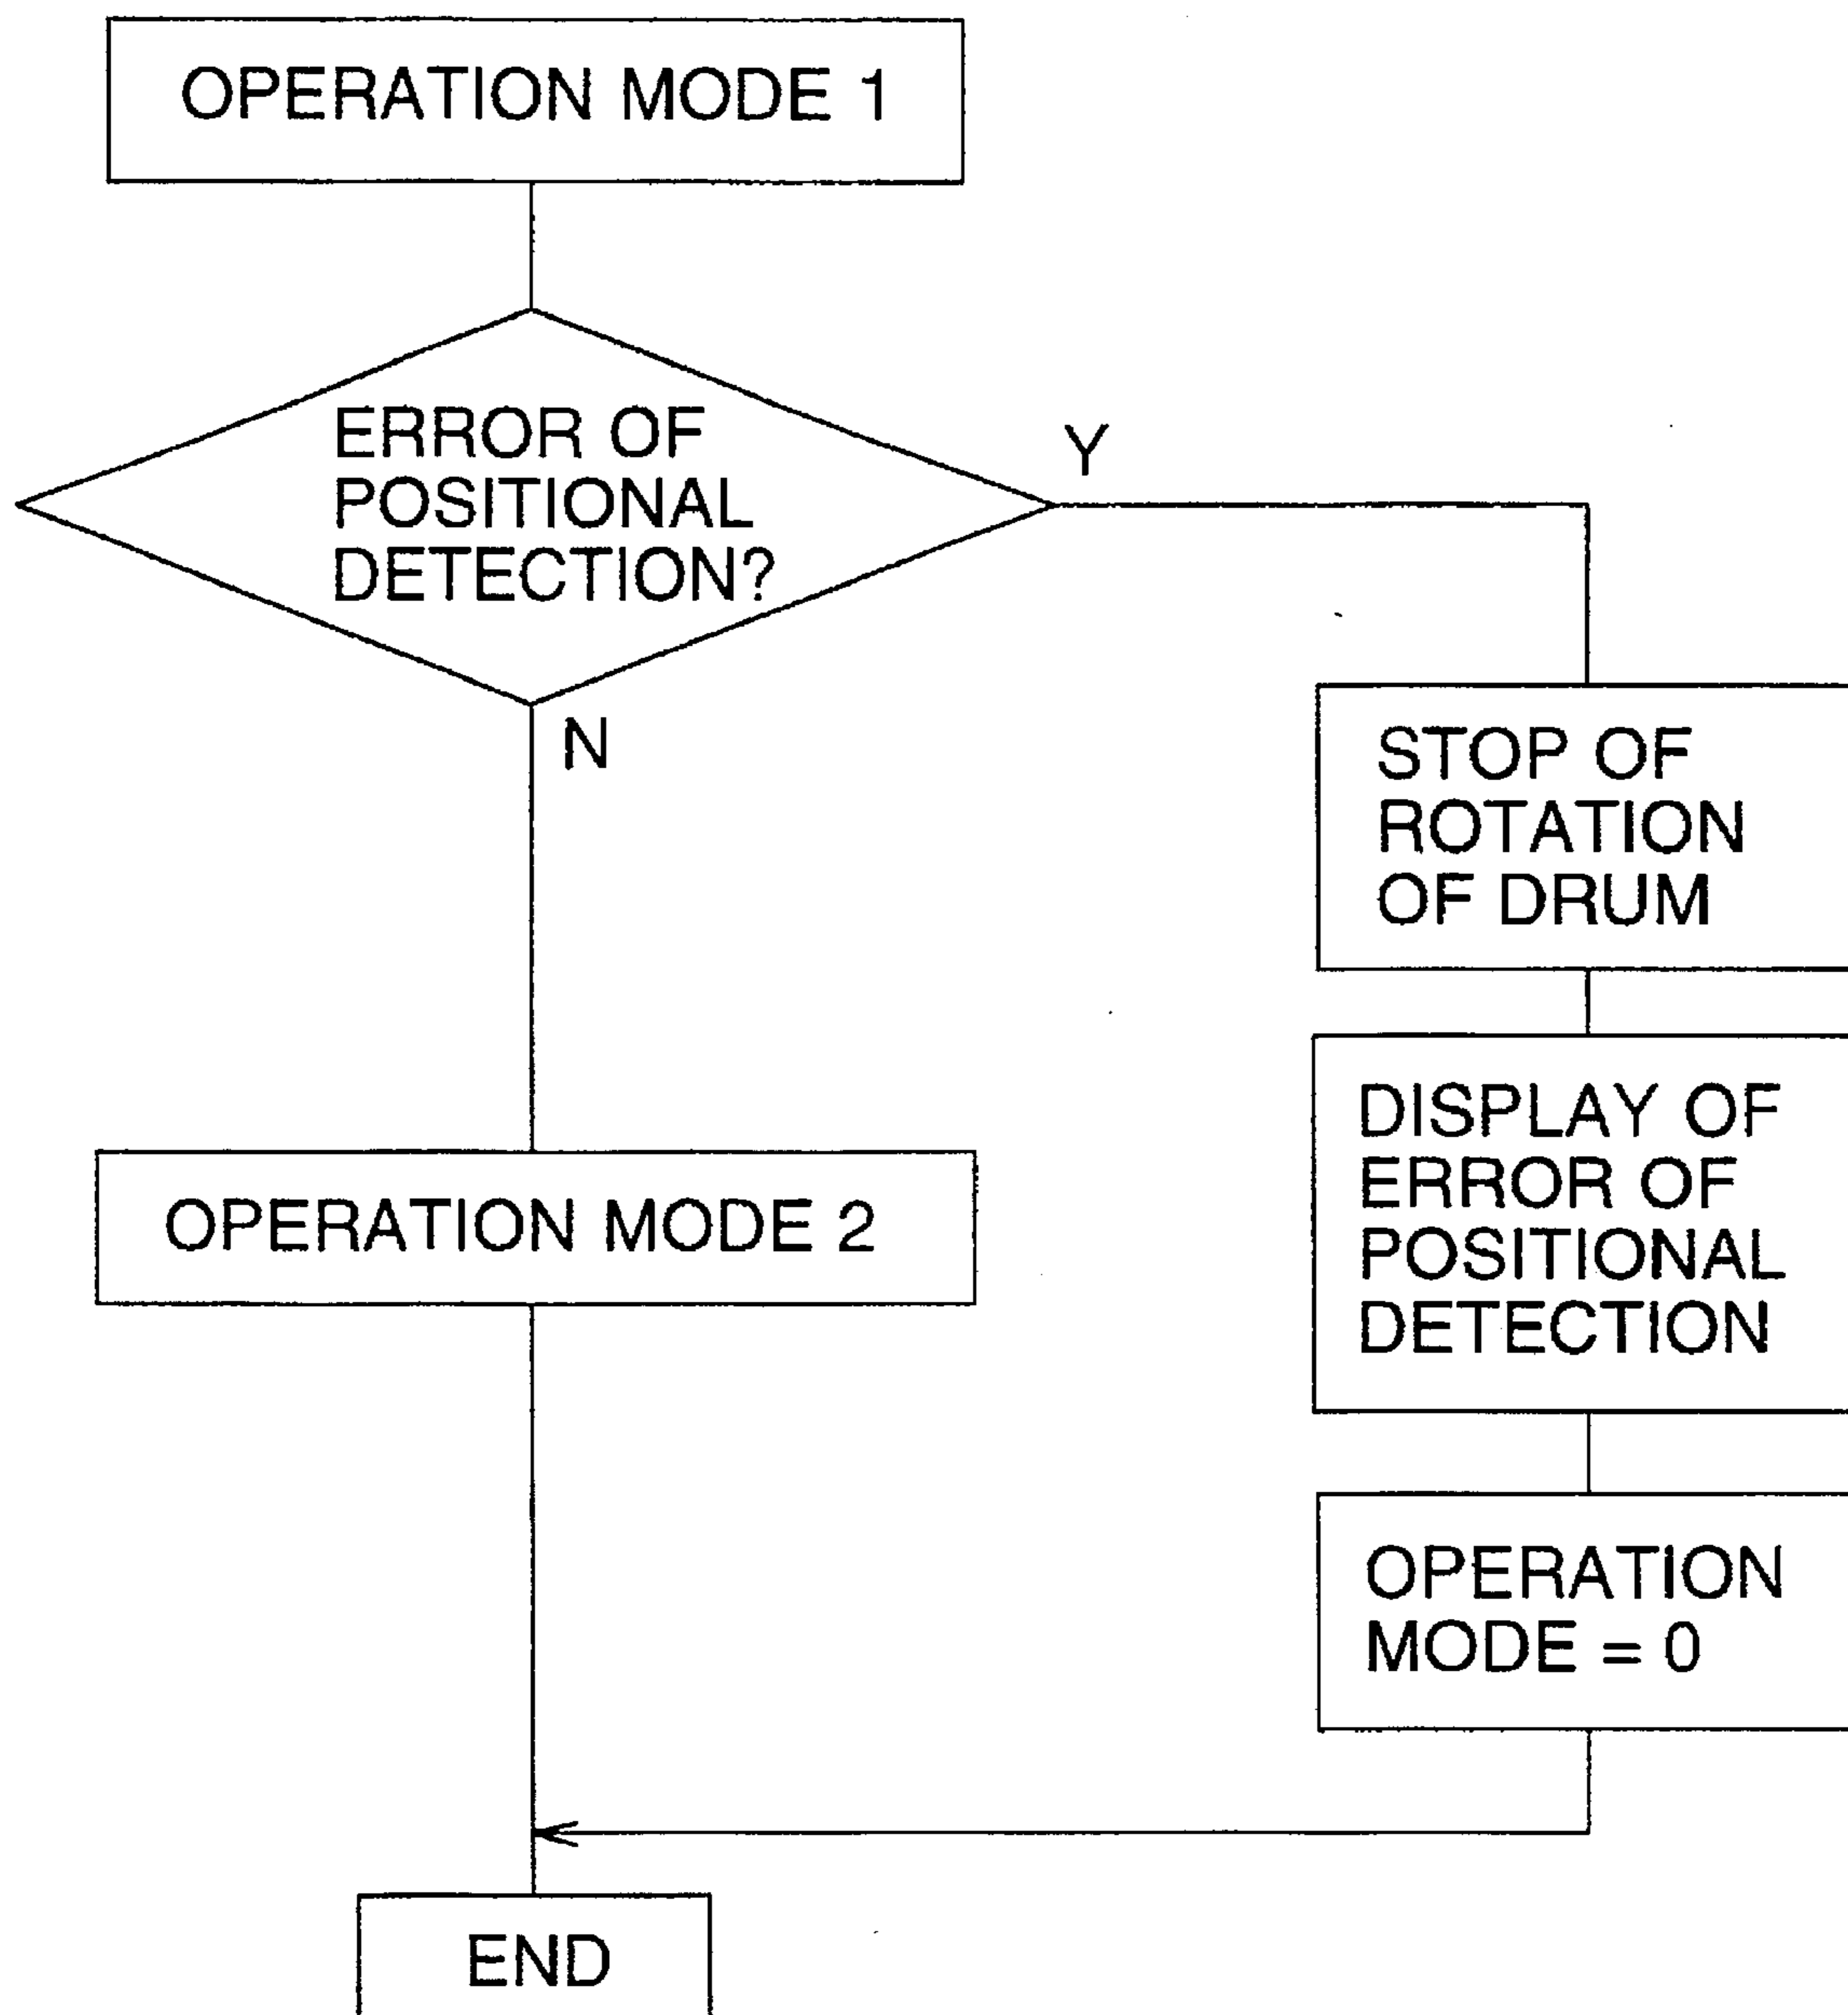 OPERATION MODE 1
ERROR OF
POSITIONAL
DETECTION?
Y
N
STOP OF
ROTATION
OF DRUM
DISPLAY OF
ERROR OF
POSITIONAL
DETECTION
OPERATION MODE 2
OPERATION
MODE = 0
END